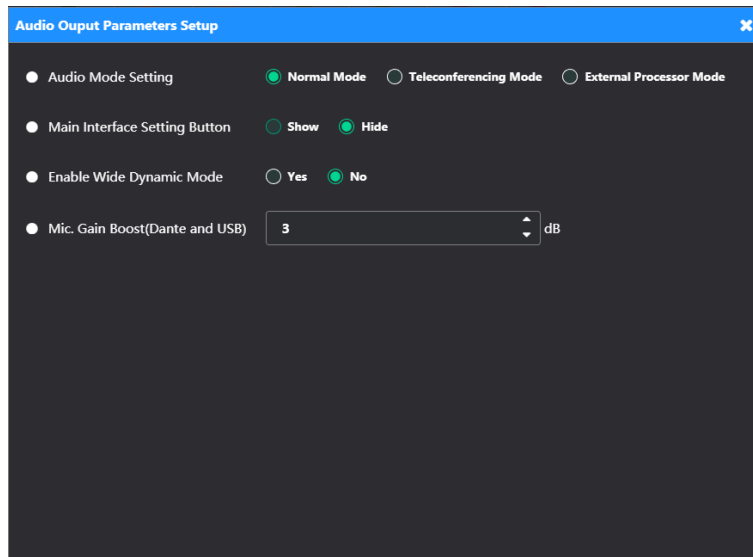 Audio Ouput Parameters Setup
Audio Mode Setting Normal Mode Teleconferencing Mode External Processor Mode
Main Interface Setting Button Show Hide
Enable Wide Dynamic Mode Yes No
Mic. Gain Boost(Dante and USB) 3 dB